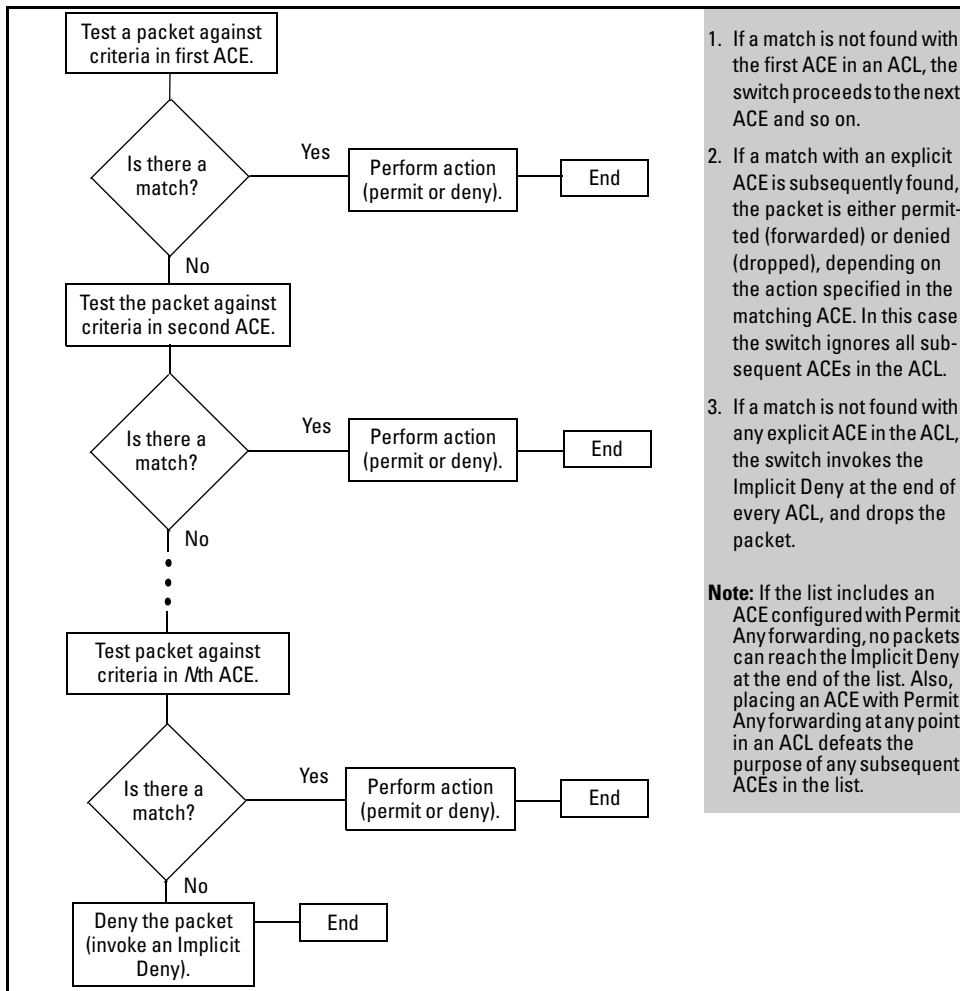 Test a packet against
criteria in first ACE.
Is there a
match?
Yes
Perform action
(permit or deny).
End
No
Test the packet against
criteria in second ACE.
Is there a
match?
Yes
Perform action
(permit or deny).
End
No
Test packet against
criteria in Nth ACE.
Is there a
match?
Yes
Perform action
(permit or deny).
End
No
Deny the packet
(invoke an Implicit
Deny).
End
1. If a match is not found with
the first ACE in an ACL, the
switch proceeds to the next
ACE and so on.
2. If a match with an explicit
ACE is subsequently found,
the packet is either permit-
ted (forwarded) or denied
(dropped), depending on
the action specified in the
matching ACE. In this case
the switch ignores all sub-
sequent ACEs in the ACL.
3. If a match is not found with
any explicit ACE in the ACL,
the switch invokes the
Implicit Deny at the end of
every ACL, and drops the
packet.
Note: If the list includes an
ACE configured with Permit
Any forwarding, no packets
can reach the Implicit Deny
at the end of the list. Also,
placing an ACE with Permit
Any forwarding at any point
in an ACL defeats the
purpose of any subsequent
ACEs in the list.